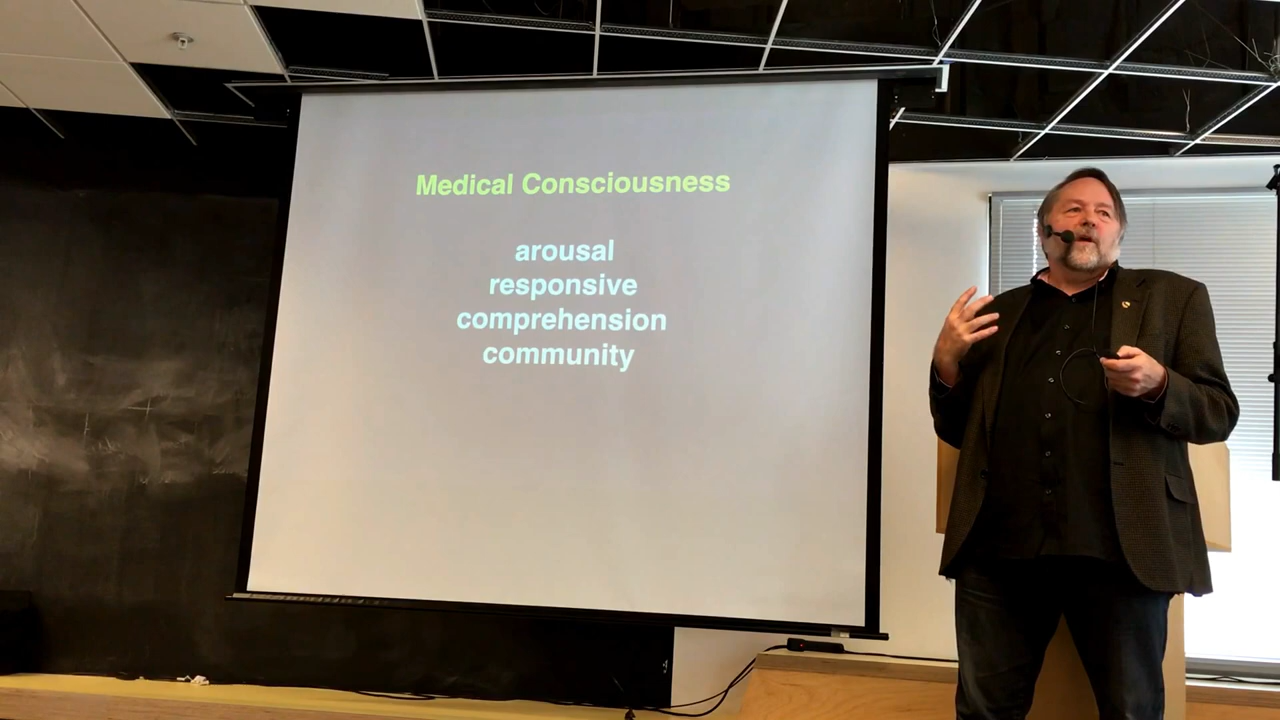 Medical Consciousness
arousal
responsive
comprehension
community